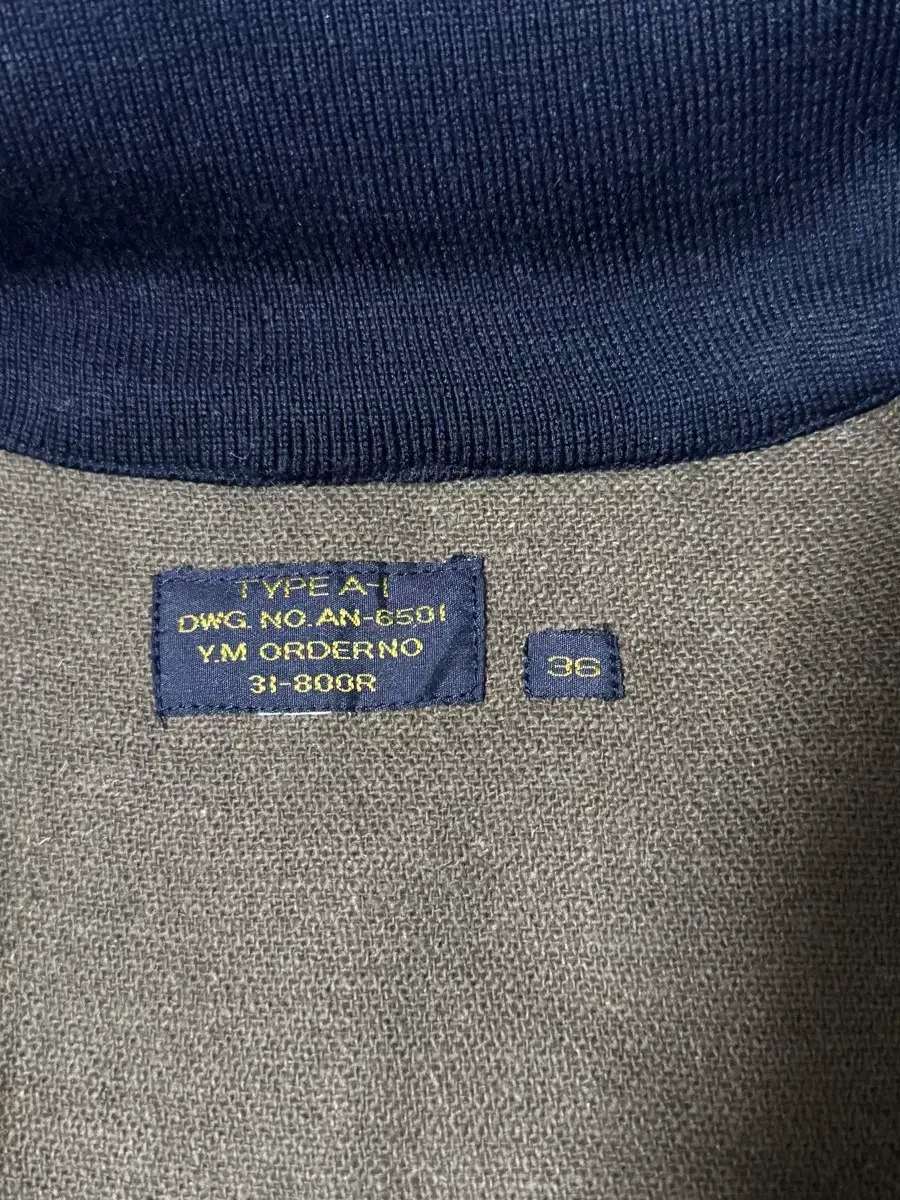 TYPE A-1
DWG. NO. AN-6501
Y.M ORDER NO
31-800R
36